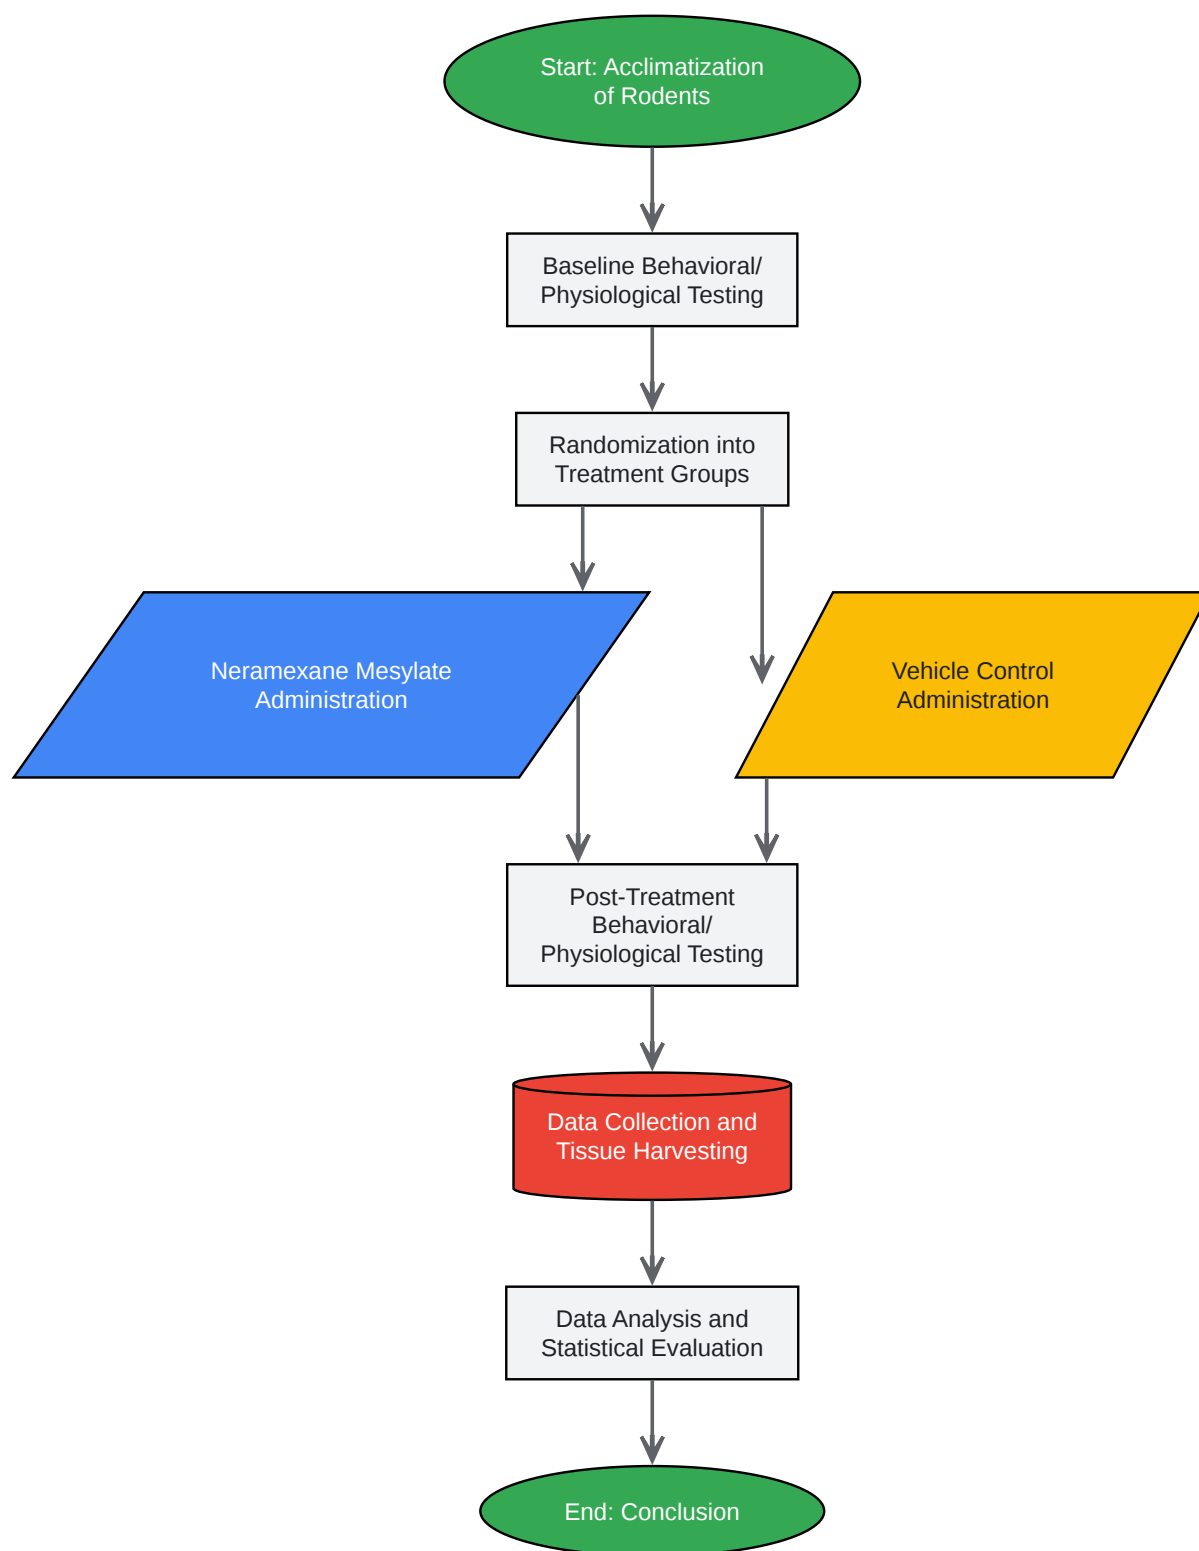 Start: Acclimatization
of Rodents
Baseline Behavioral/
Physiological Testing
Randomization into
Treatment Groups
Neramexane Mesylate
Administration
Vehicle Control
Administration
Post-Treatment
Behavioral/
Physiological Testing
Data Collection and
Tissue Harvesting
Data Analysis and
Statistical Evaluation
End: Conclusion